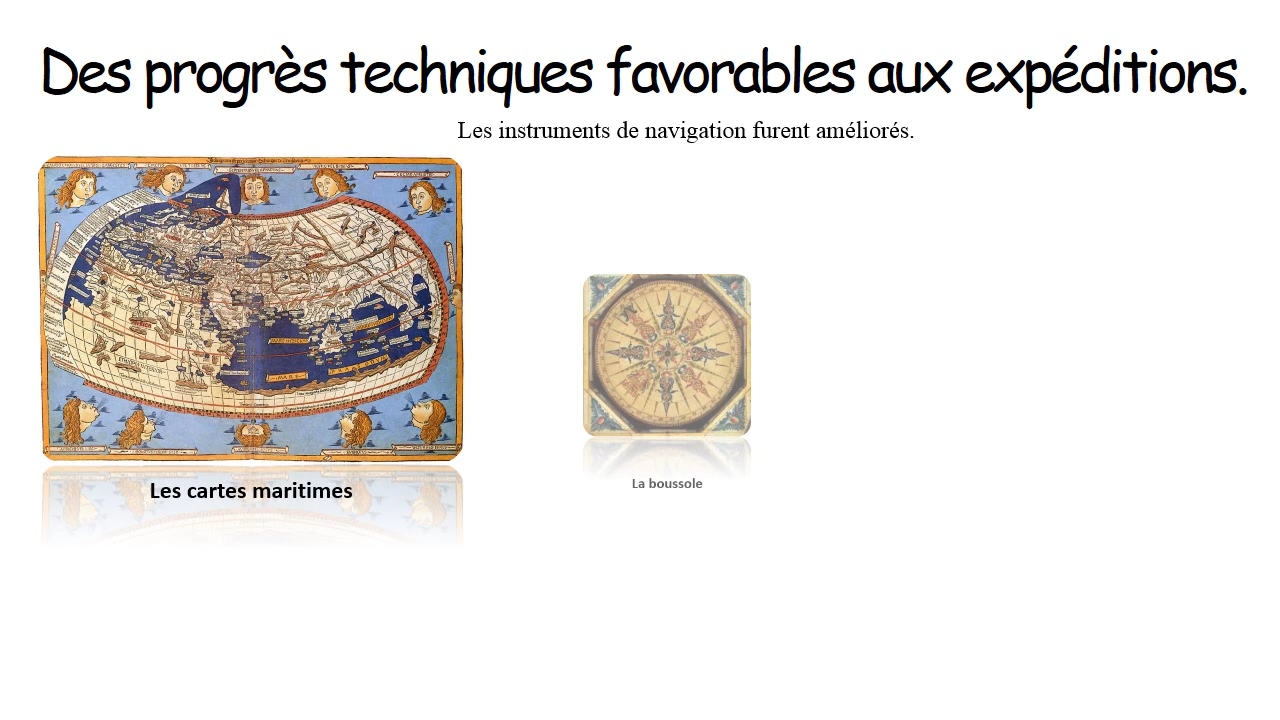 Des progrès techniques favorables aux expéditions.
Les instruments de navigation furent améliorés.
Les cartes maritimes
La boussole